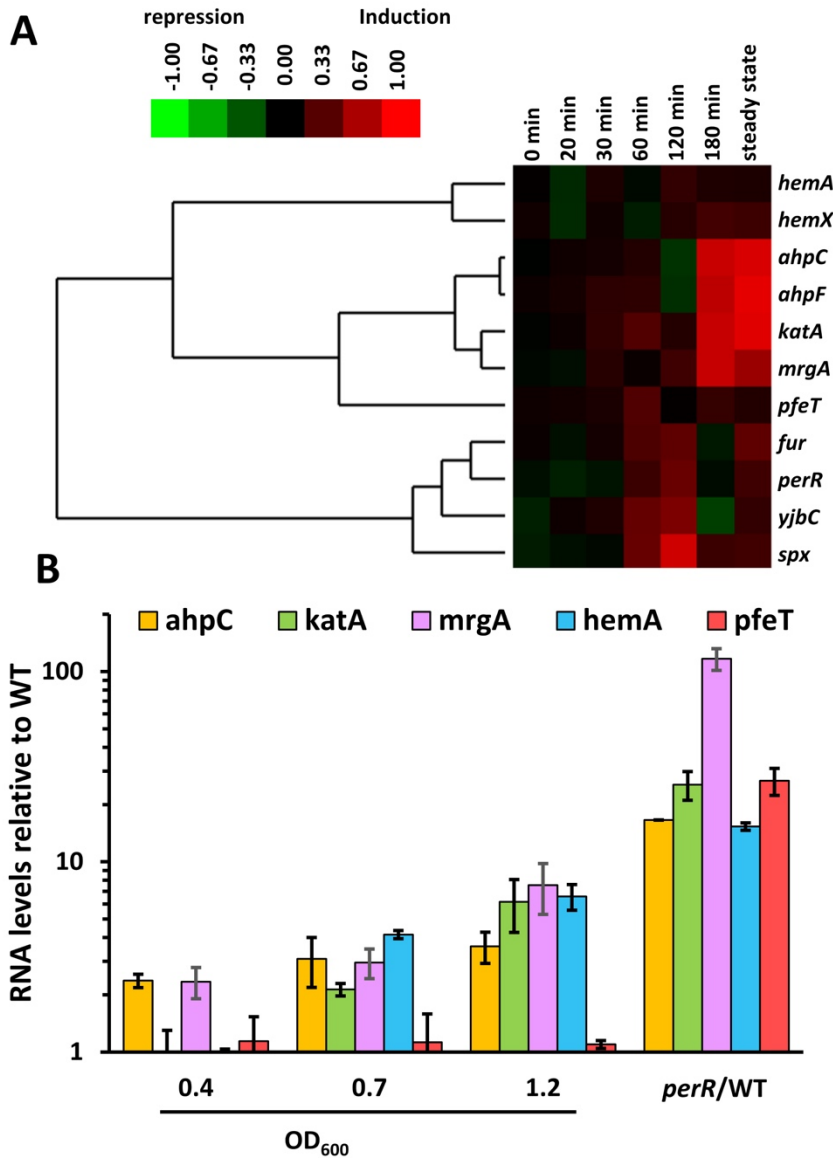 A
repression Induction
-1.00 -0.67 -0.33 0.00 0.33 0.67 1.00
0 min 20 min 30 min 60 min 120 min 180 min steady state
hemA
hemX
ahpC
ahpF
katA
mrgA
pfeT
fur
perR
yjbC
spx
B
ahpC katA mrgA hemA pfeT
RNA levels relative to WT
100
10
1
0.4 0.7 1.2 perR/WT
OD600